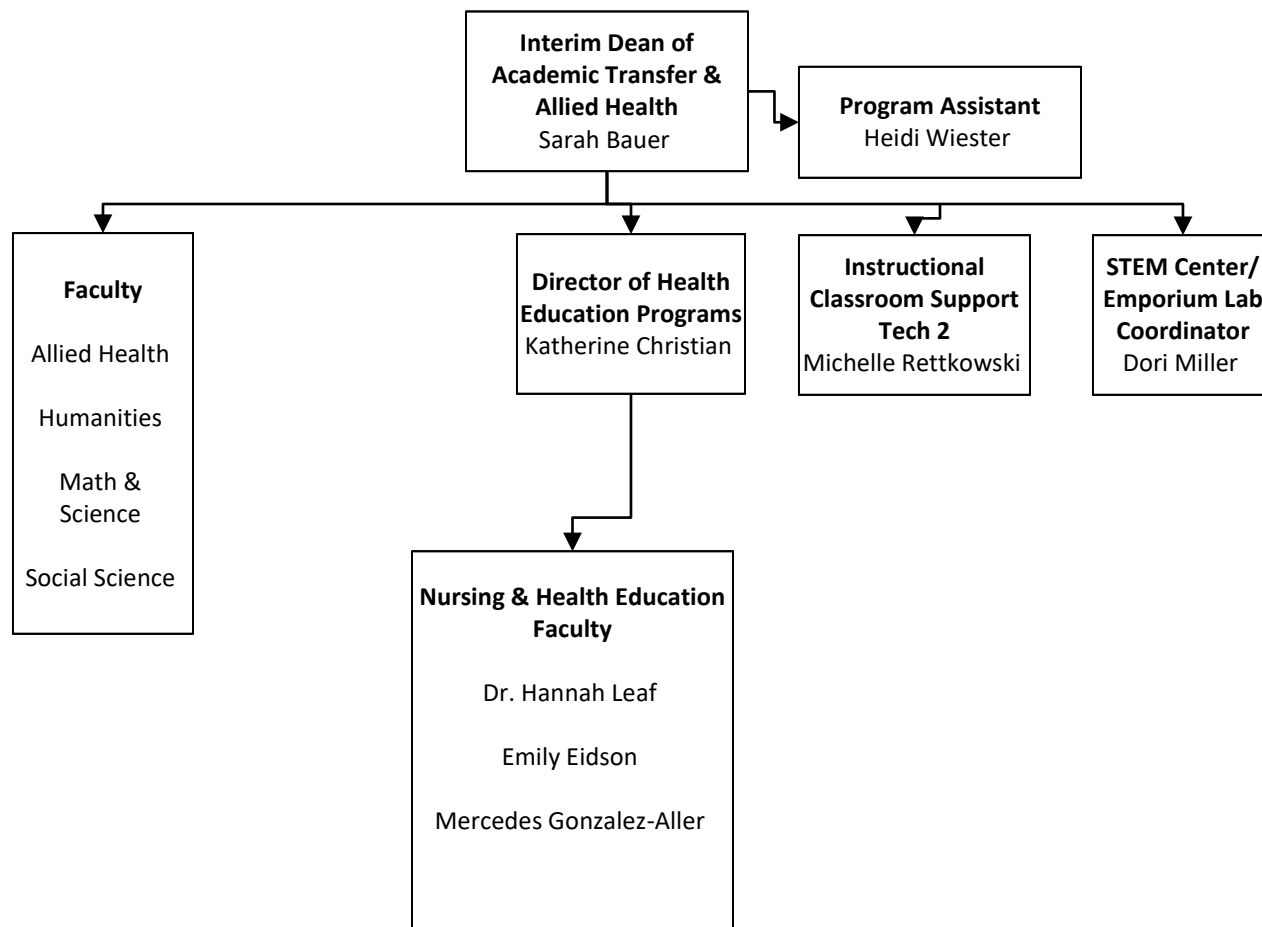 Interim Dean of
Academic Transfer &
Allied Health
Sarah Bauer
Program Assistant
Heidi Wiester
Faculty
Allied Health
Humanities
Math &
Science
Social Science
Director of Health
Education Programs
Katherine Christian
Instructional
Classroom Support
Tech 2
Michelle Rettkowski
STEM Center/
Emporium Lab
Coordinator
Dori Miller
Nursing & Health Education
Faculty
Dr. Hannah Leaf
Emily Eidson
Mercedes Gonzalez-Aller